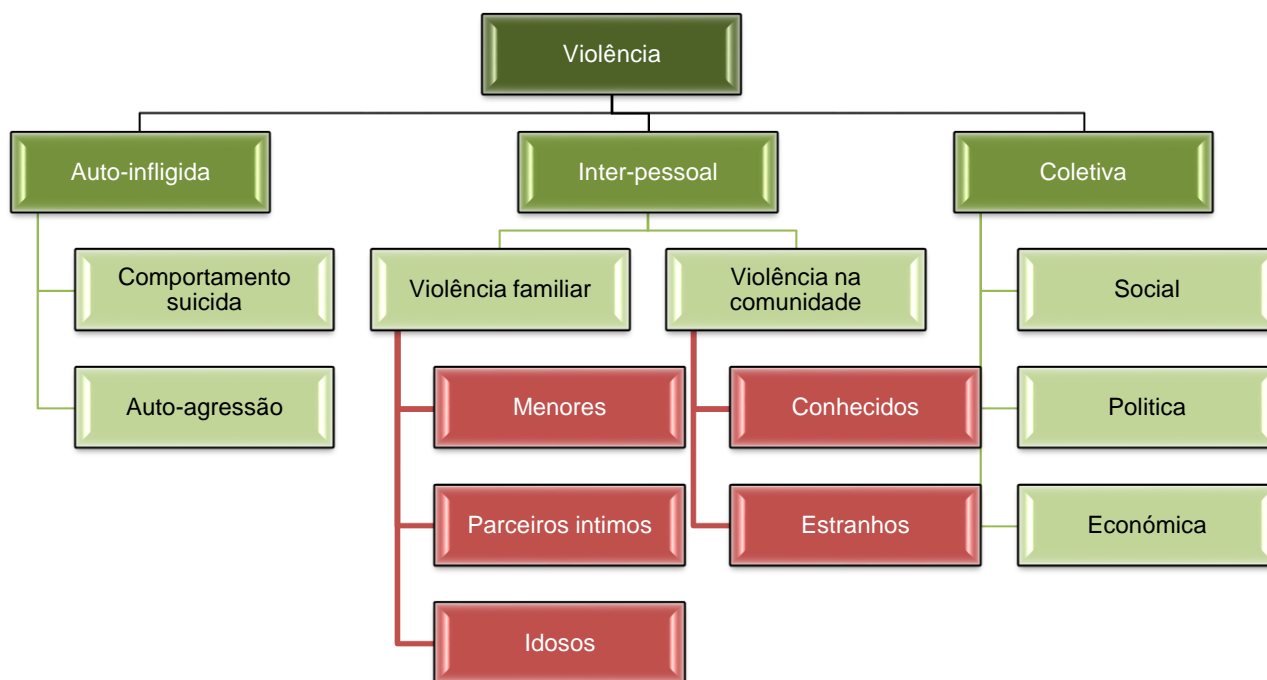 Violência
Auto-infligida
Inter-pessoal
Coletiva
Comportamento
suicida
Violência familiar
Violência na
comunidade
Social
Auto-agressão
Menores
Conhecidos
Politica
Parceiros intimos
Estranhos
Económica
Idosos